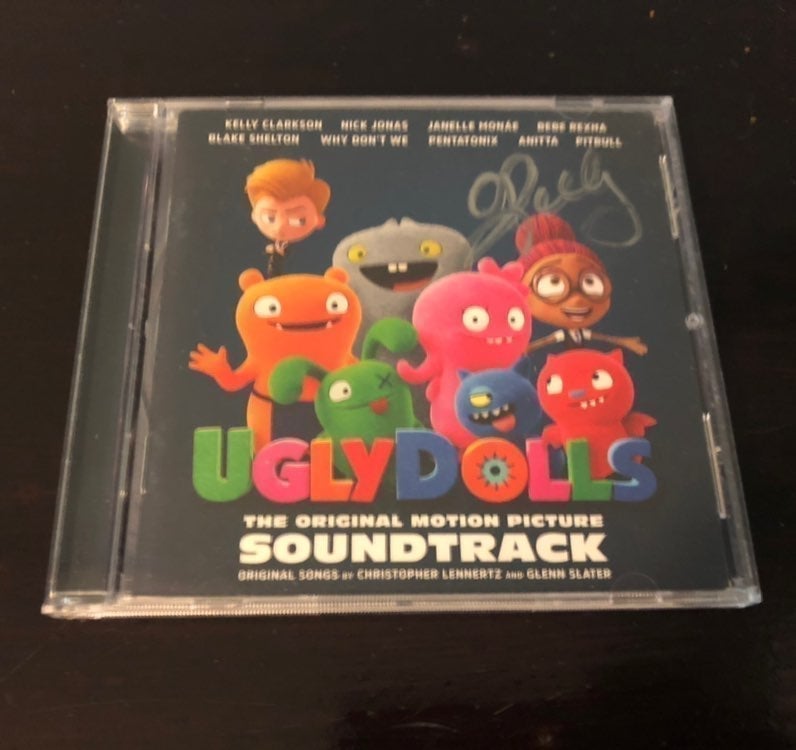 KELLY CLARKSON NICK JONAS JANELLE MONÁE BEBE REXHA
BLAKE SHELTON WHY DON'T WE PENTATONIX ANITTA PITBULL
UGLYDOLLS
THE ORIGINAL MOTION PICTURE
SOUNDTRACK
ORIGINAL SONGS BY CHRISTOPHER LENNERTZ AND GLENN SLATER